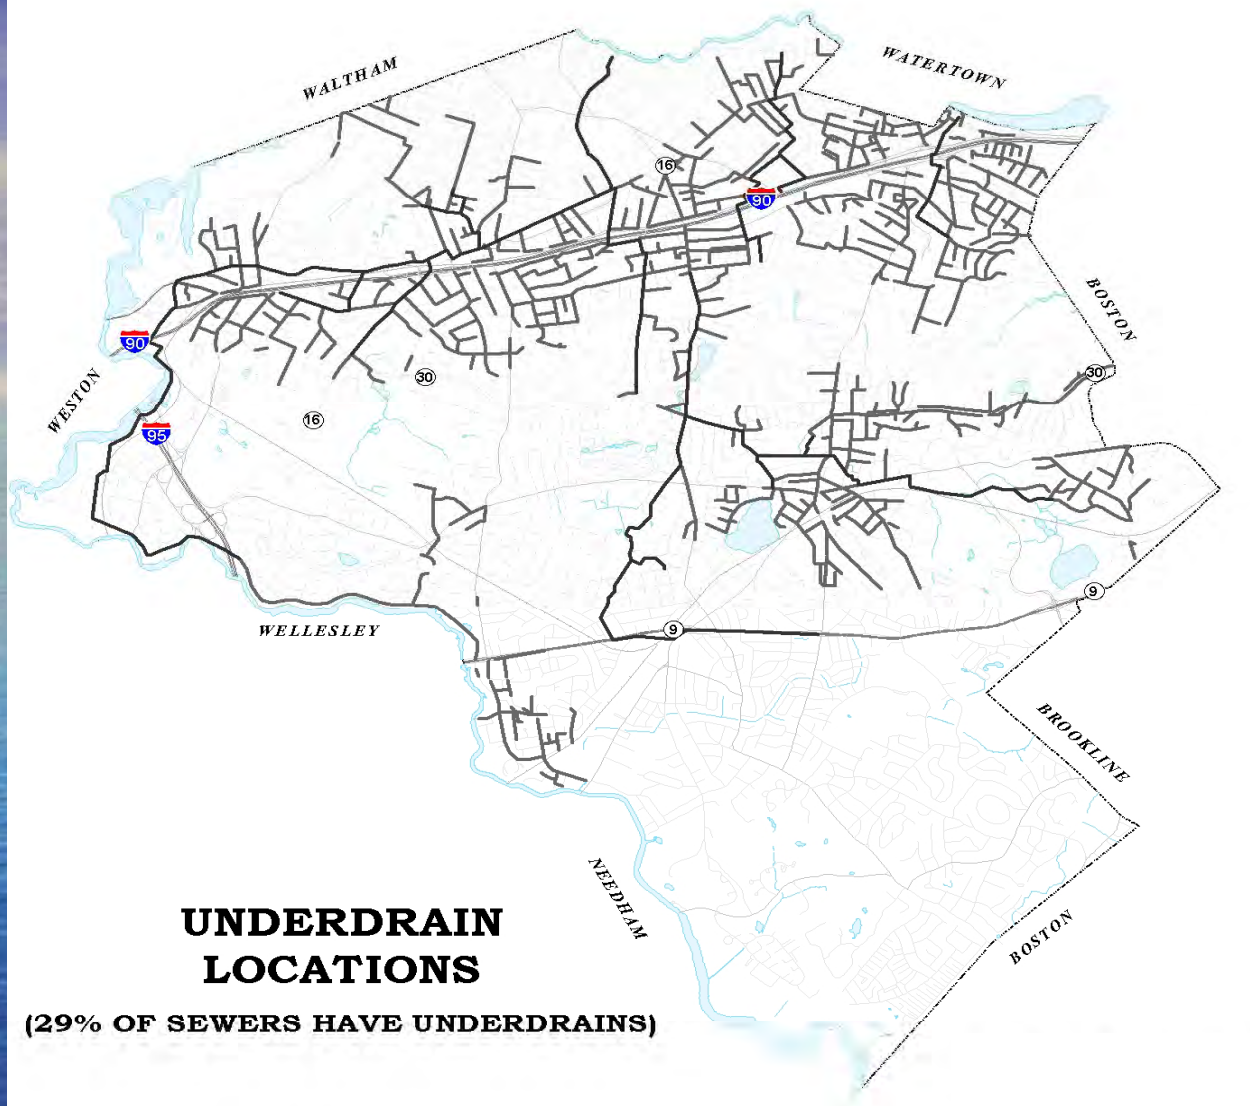 WALTHAM
WATERTOWN
16
90
BOSTON
90
30
30
WESTON
16
95
9
9
WELLESLEY
BROOKLINE
NEEDHAM
BOSTON
UNDERDRAIN
LOCATIONS
(29% OF SEWERS HAVE UNDERDRAINS)